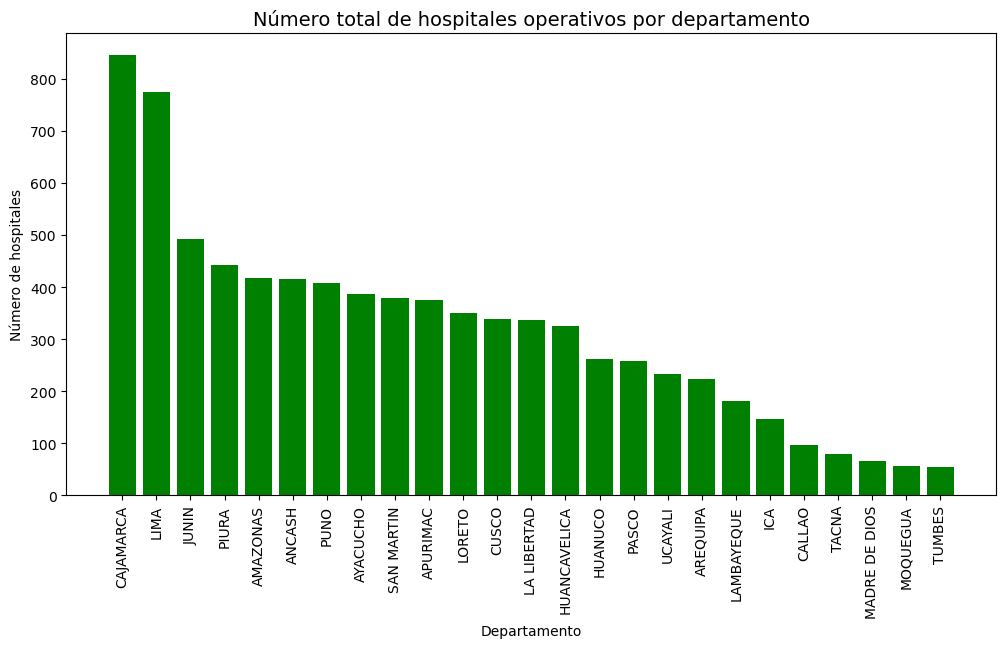 Número total de hospitales operativos por departamento
Número de hospitales
800
700
600
500
400
300
200
100
0
CAJAMARCA
LIMA
JUNIN
PIURA
AMAZONAS
ANCASH
PUNO
AYACUCHO
SAN MARTIN
APURIMAC
LORETO
CUSCO
LA LIBERTAD
HUANCAVELICA
HUANUCO
PASCO
UCAYALI
AREQUIPA
LAMBAYEQUE
ICA
CALLAO
TACNA
MADRE DE DIOS
MOQUEGUA
TUMBES
Departamento